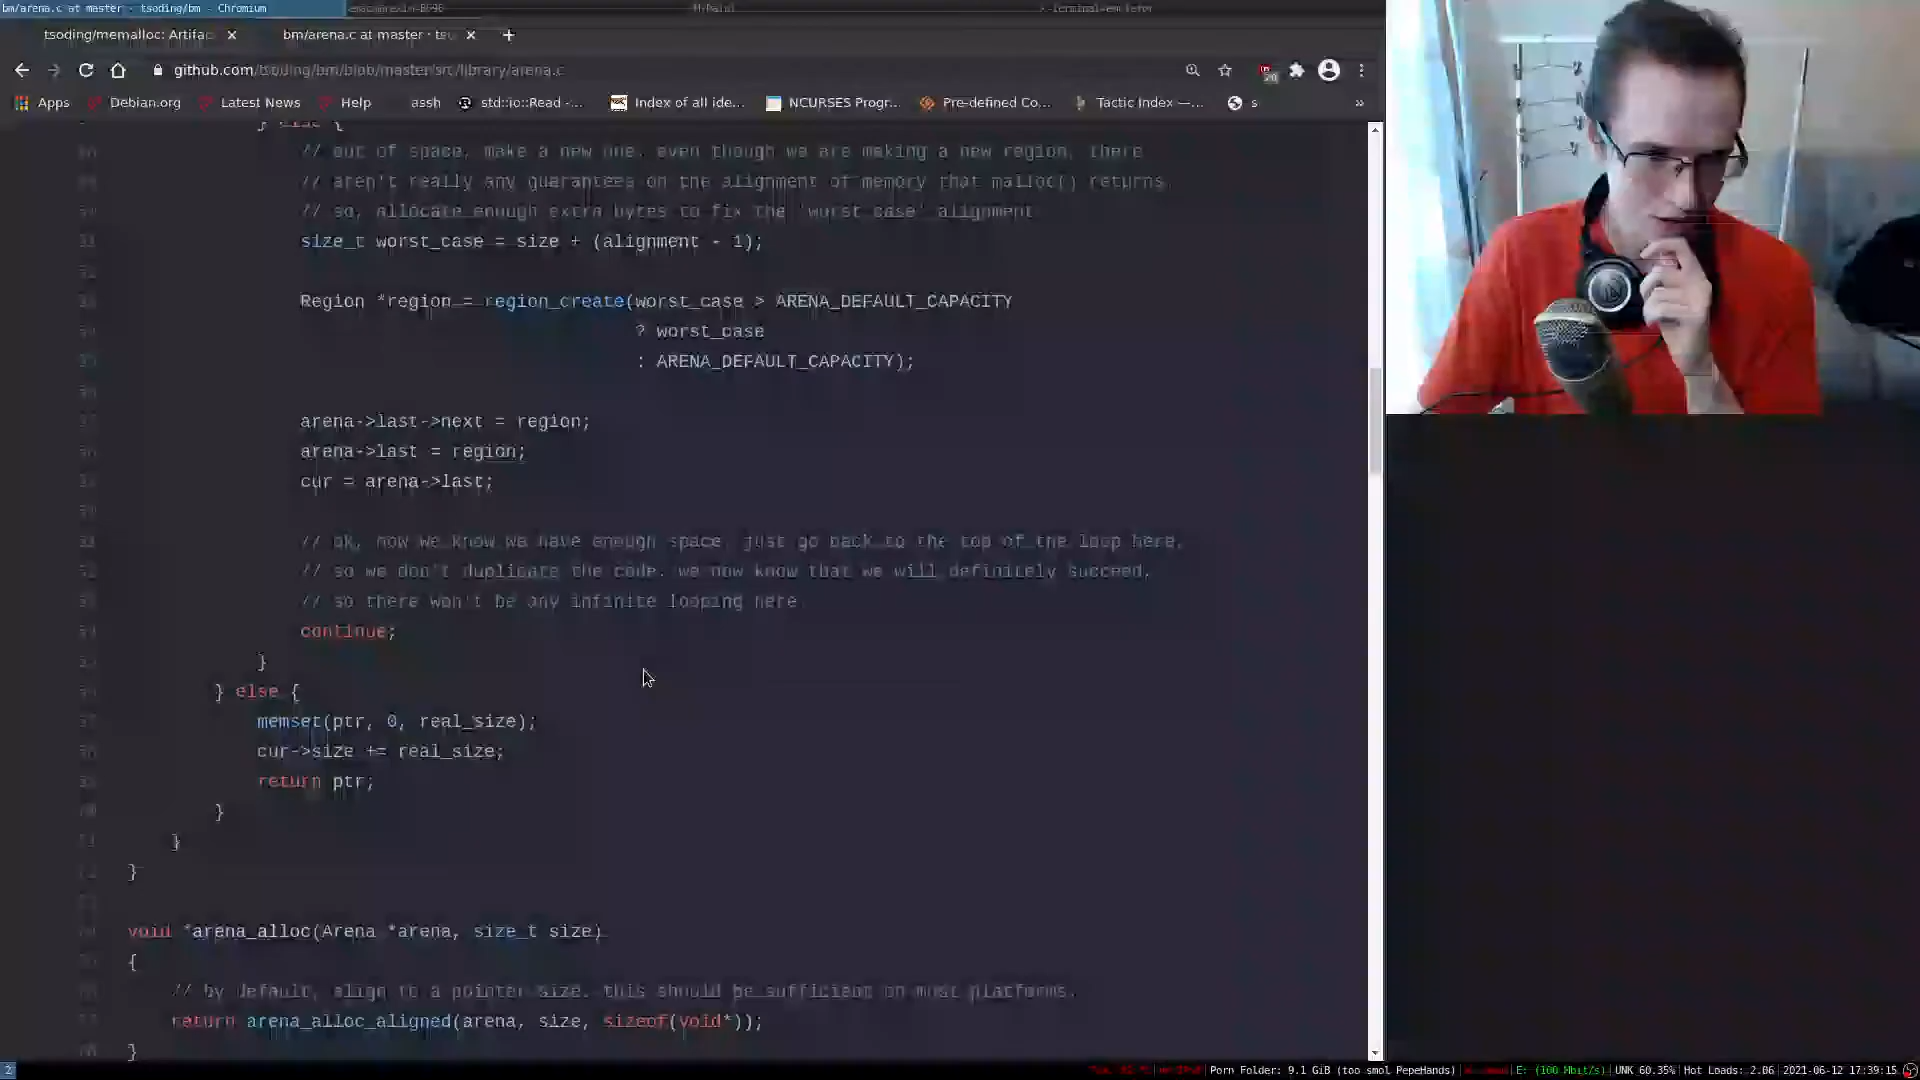 bm/arena.c at master · tsoding/bm - Chromium
tsoding/memalloc: Artifac
bm/arena.c at master · tso
github.com/tsoding/bm/blob/master/src/library/arena.c
Apps Debian.org Latest News Help assh std::io::Read -... Index of all ide... NCURSES Progr... Pre-defined Co... Tactic Index —... s »
} else {
// out of space, make a new one. even though we are making a new region, there
// aren't really any guarantees on the alignment of memory that malloc() returns
// so, allocate enough extra bytes to fix the 'worst case' alignment
size_t worst_case = size + (alignment - 1);
Region *region = region_create(worst_case > ARENA_DEFAULT_CAPACITY
? worst_case
: ARENA_DEFAULT_CAPACITY);
arena->last->next = region;
arena->last = region;
cur = arena->last;
// ok, now we know we have enough space. just go back to the top of the loop here,
// so we don't duplicate the code. we now know that we will definitely succeed,
// so there won't be any infinite looping here
continue;
}
} else {
memset(ptr, 0, real_size);
cur->size += real_size;
return ptr;
}
}
}
void *arena_alloc(Arena *arena, size_t size)
{
// by default, align to a pointer size. this should be sufficient on most platforms.
return arena_alloc_aligned(arena, size, sizeof(void*));
}
2 Porn Folder: 9.1 GiB (too smol PepeHands) E: (100 Mbit/s) UNK 60.35% Hot Loads: 2.06 2021-06-12 17:39:15